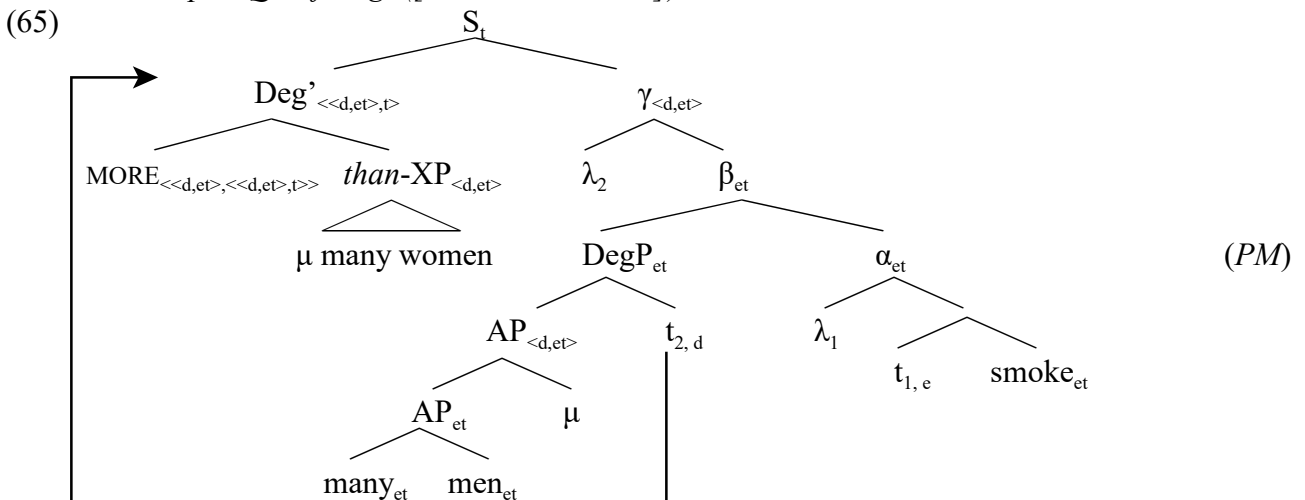 (65)
S_t
Deg’_<<d,et>,t> γ_<d,et>
MORE_<<d,et>,<<d,et>,t>> than-XP_<d,et> λ_2 β_et
μ many women DegP_et α_et (PM)
AP_<d,et> t_2, d λ_1
t_1, e smoke_et
AP_et μ
many_et men_et